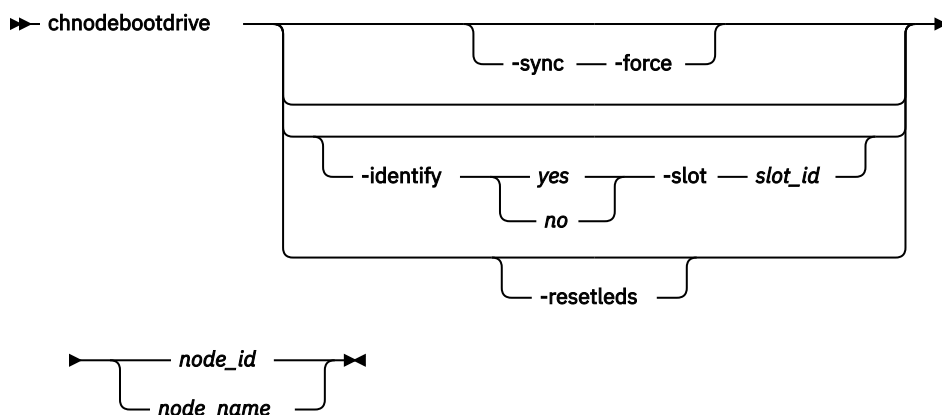 chnodebootdrive
-sync -force
-identify yes -slot slot_id
no
-resetleds
node_id
node_name